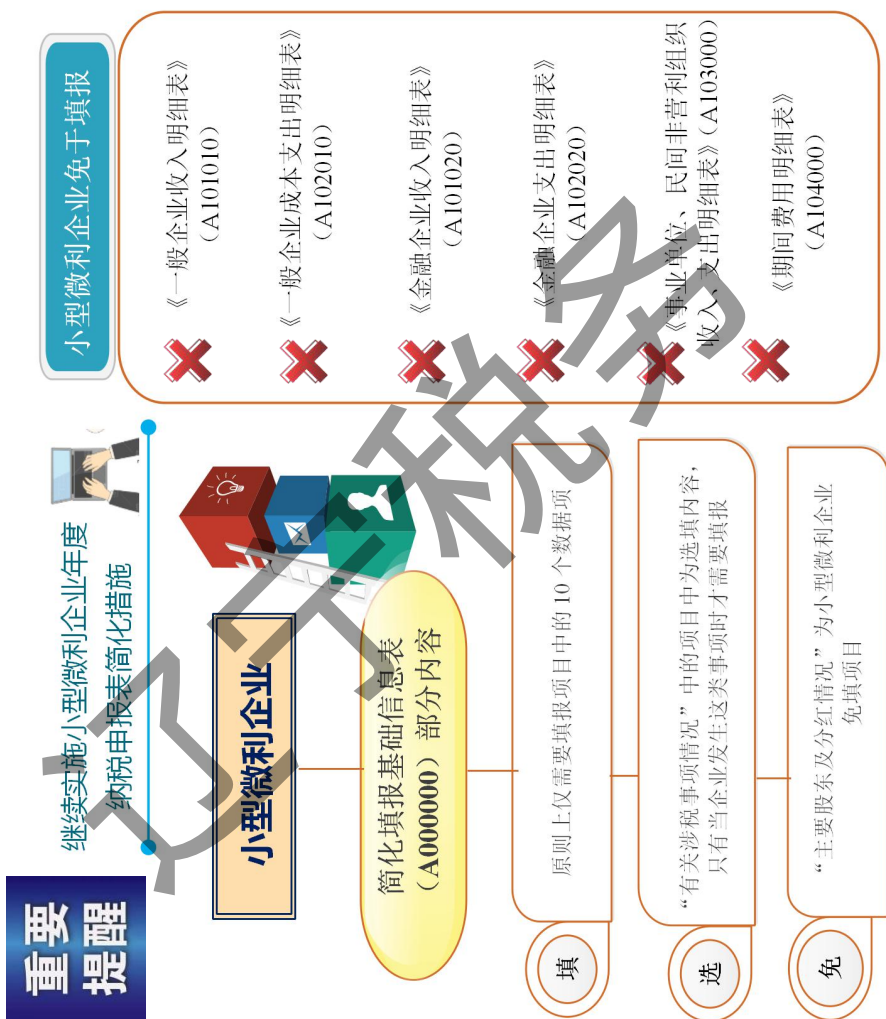 重要
提醒
继续实施小型微利企业年度
纳税申报表简化措施
小型微利企业
简化填报基础信息表
（A000000）部分内容
填
原则上仅需要填报项目中的 10 个数据项
选
“有关涉税事项情况”中的项目中为选填内容，
只有当企业发生这类事项时才需要填报
免
“主要股东及分红情况”为小型微利企业
免填项目
小型微利企业免于填报
《一般企业收入明细表》
（A101010）
《一般企业成本支出明细表》
（A102010）
《金融企业收入明细表》
（A101020）
《金融企业支出明细表》
（A102020）
《事业单位、民间非营利组织
收入、支出明细表》（A103000）
《期间费用明细表》
（A104000）
辽宁税务